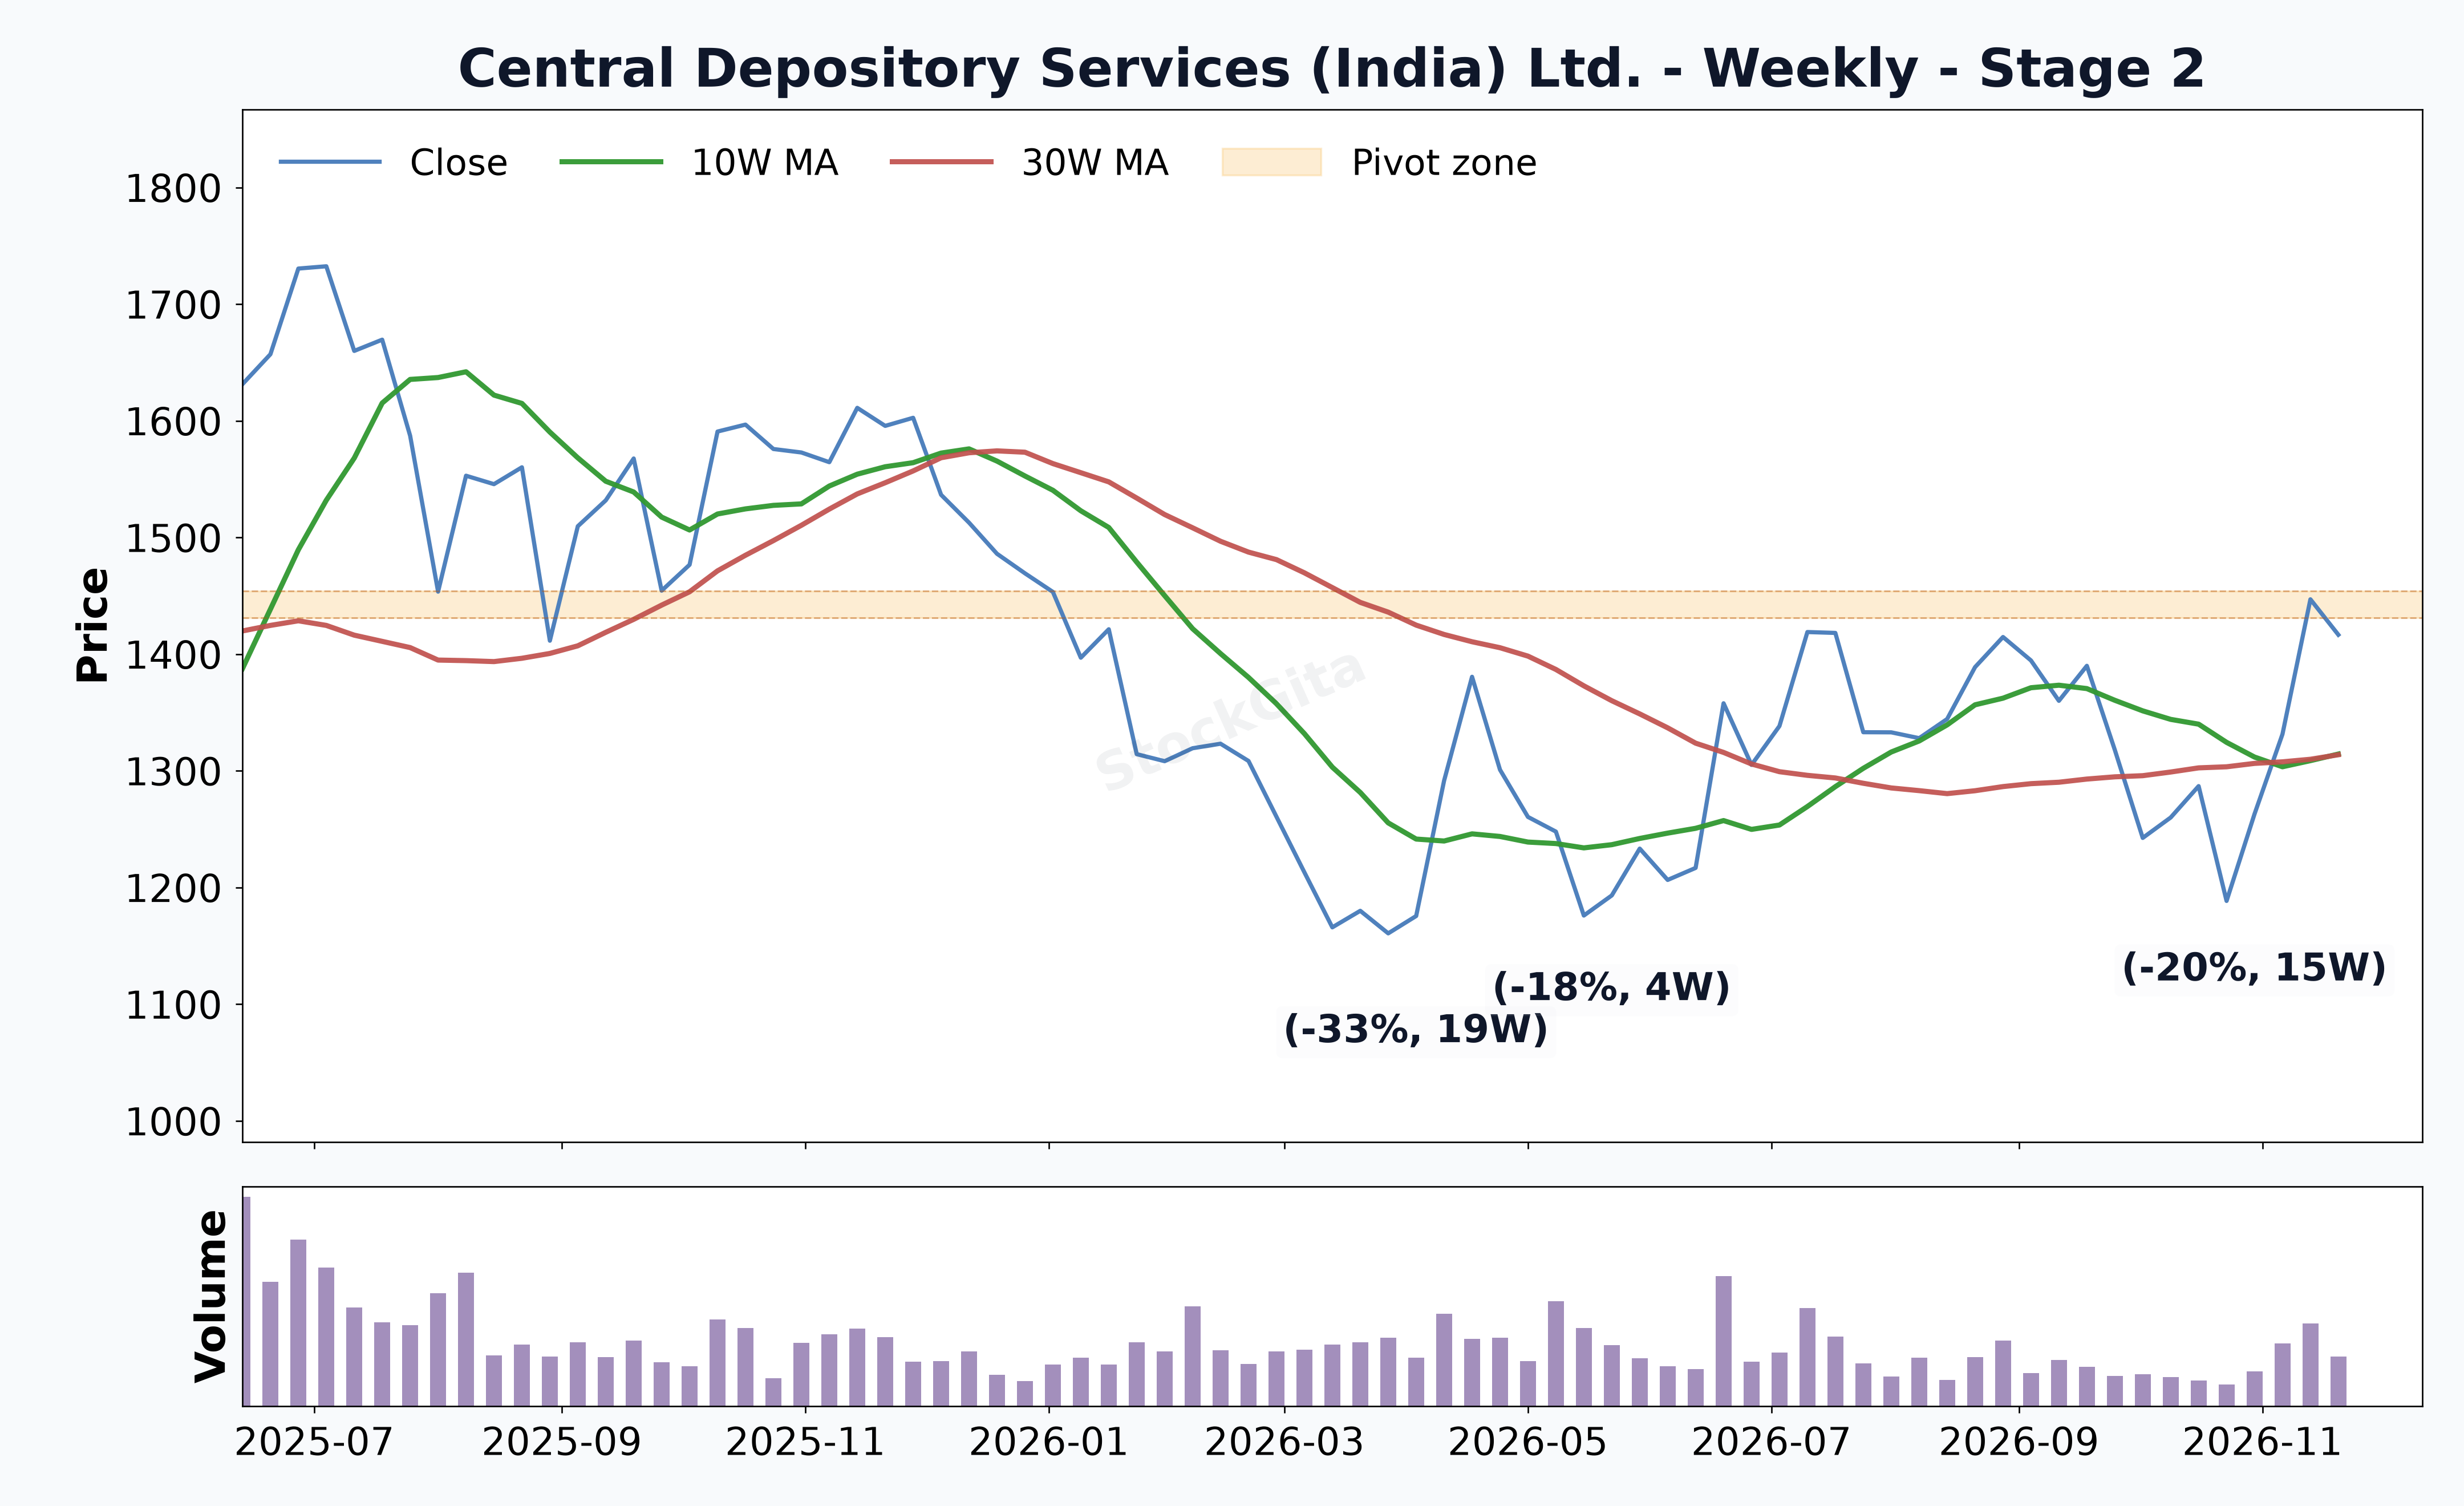 Central Depository Services (India) Ltd. - Weekly - Stage 2
Close 10W MA 30W MA Pivot zone
1800
1700
1600
1500
1400
1300
1200
1100
1000
Price
StockGita
(-20%, 15W)
(-18%, 4W)
(-33%, 19W)
Volume
2025-07 2025-09 2025-11 2026-01 2026-03 2026-05 2026-07 2026-09 2026-11